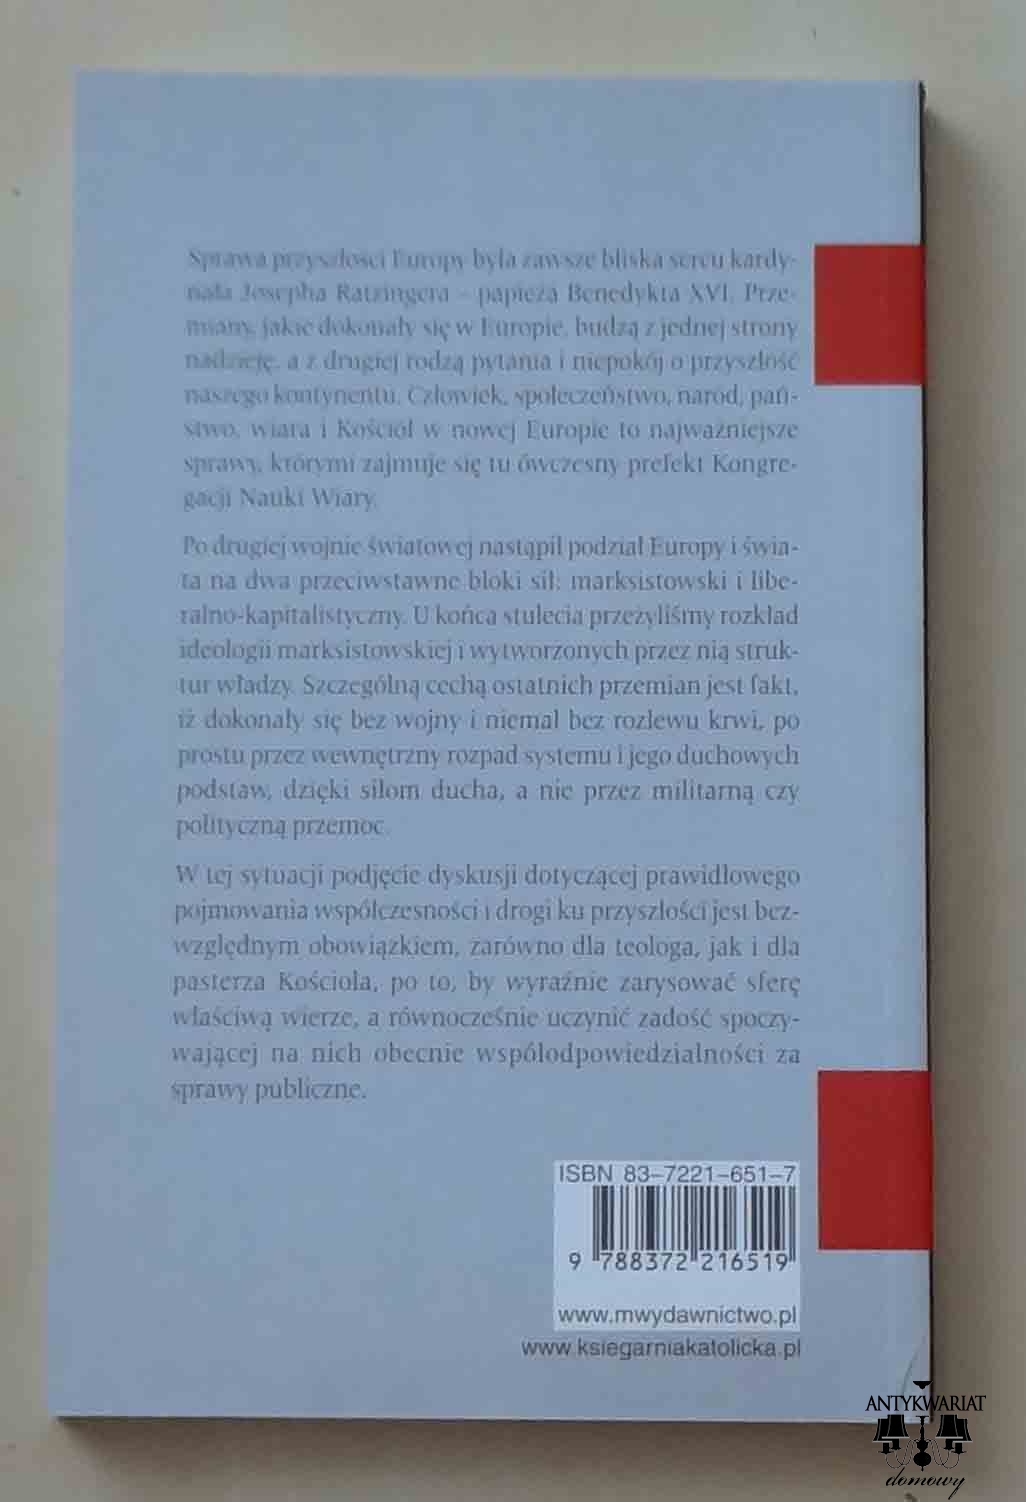 Sprawa przyszłości Europy była zawsze bliska sercu kardy-
nała Josepha Ratzingera – papieża Benedykta XVI. Prze-
miany, jakie dokonały się w Europie, budzą z jednej strony
nadzieję, a z drugiej rodzą pytania i niepokój o przyszłość
naszego kontynentu. Człowiek, społeczeństwo, naród, pań-
stwo, wiara i Kościół w nowej Europie to najważniejsze
sprawy, którymi zajmuje się tu ówczesny prefekt Kongre-
gacji Nauki Wiary.
Po drugiej wojnie światowej nastąpił podział Europy i świa-
ta na dwa przeciwstawne bloki sił: marksistowski i libe-
ralno-kapitalistyczny. U końca stulecia przeżyliśmy rozkład
ideologii marksistowskiej i wytworzonych przez nią struk-
tur władzy. Szczególną cechą ostatnich przemian jest fakt,
iż dokonały się bez wojny i niemal bez rozlewu krwi, po
prostu przez wewnętrzny rozpad systemu i jego duchowych
podstaw, dzięki siłom ducha, a nie przez militarną czy
polityczną przemoc.
W tej sytuacji podjęcie dyskusji dotyczącej prawidłowego
pojmowania współczesności i drogi ku przyszłości jest bez-
względnym obowiązkiem, zarówno dla teologa, jak i dla
pasterza Kościoła, po to, by wyraźnie zarysować sferę
właściwą wierze, a równocześnie uczynić zadość spoczy-
wającej na nich obecnie współodpowiedzialności za
sprawy publiczne.
ISBN 83-7221-651-7
9 788372 216519
www.mwydawnictwo.pl
www.ksiegarniakatolicka.pl
ANTYKWARIAT
domowy